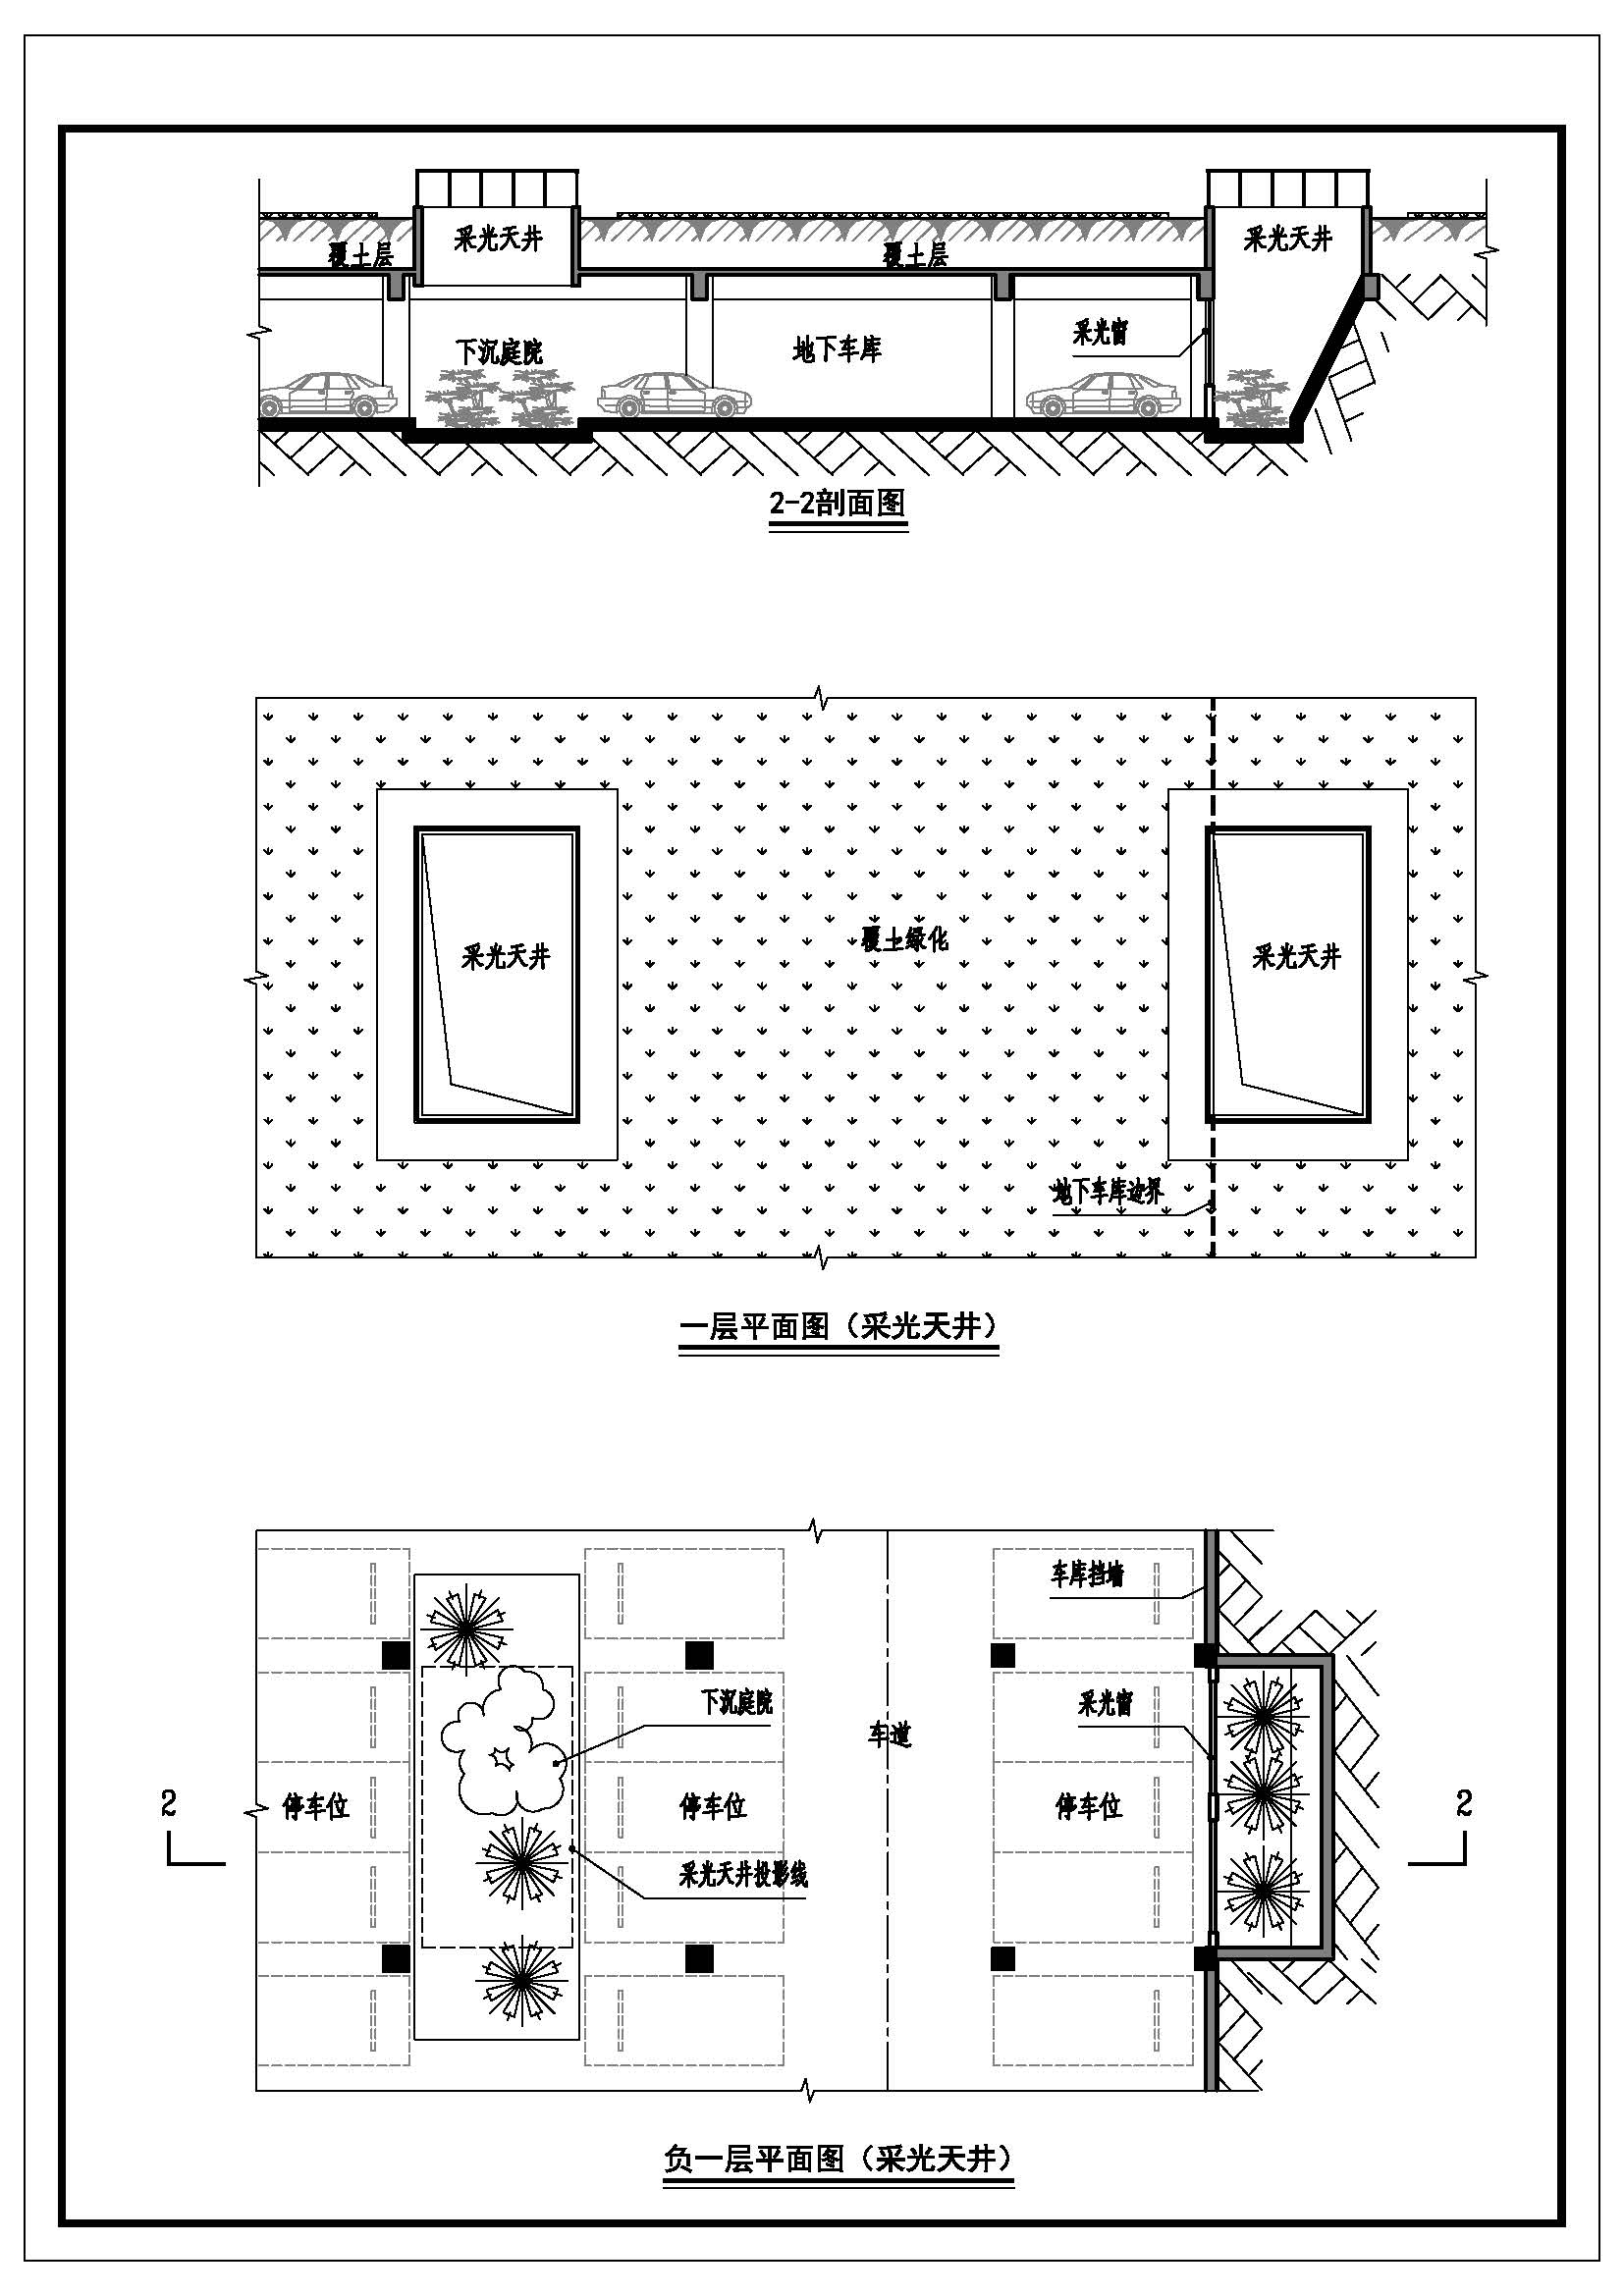 采光天井
采光天井
覆土层
覆土层
采光窗
下沉庭院
地下车库
2-2剖面图
覆土绿化
采光天井
采光天井
地下车库边界
一层平面图（采光天井）
车库挡墙
下沉庭院
采光窗
车道
2
停车位
停车位
停车位
2
采光天井投影线
负一层平面图（采光天井）